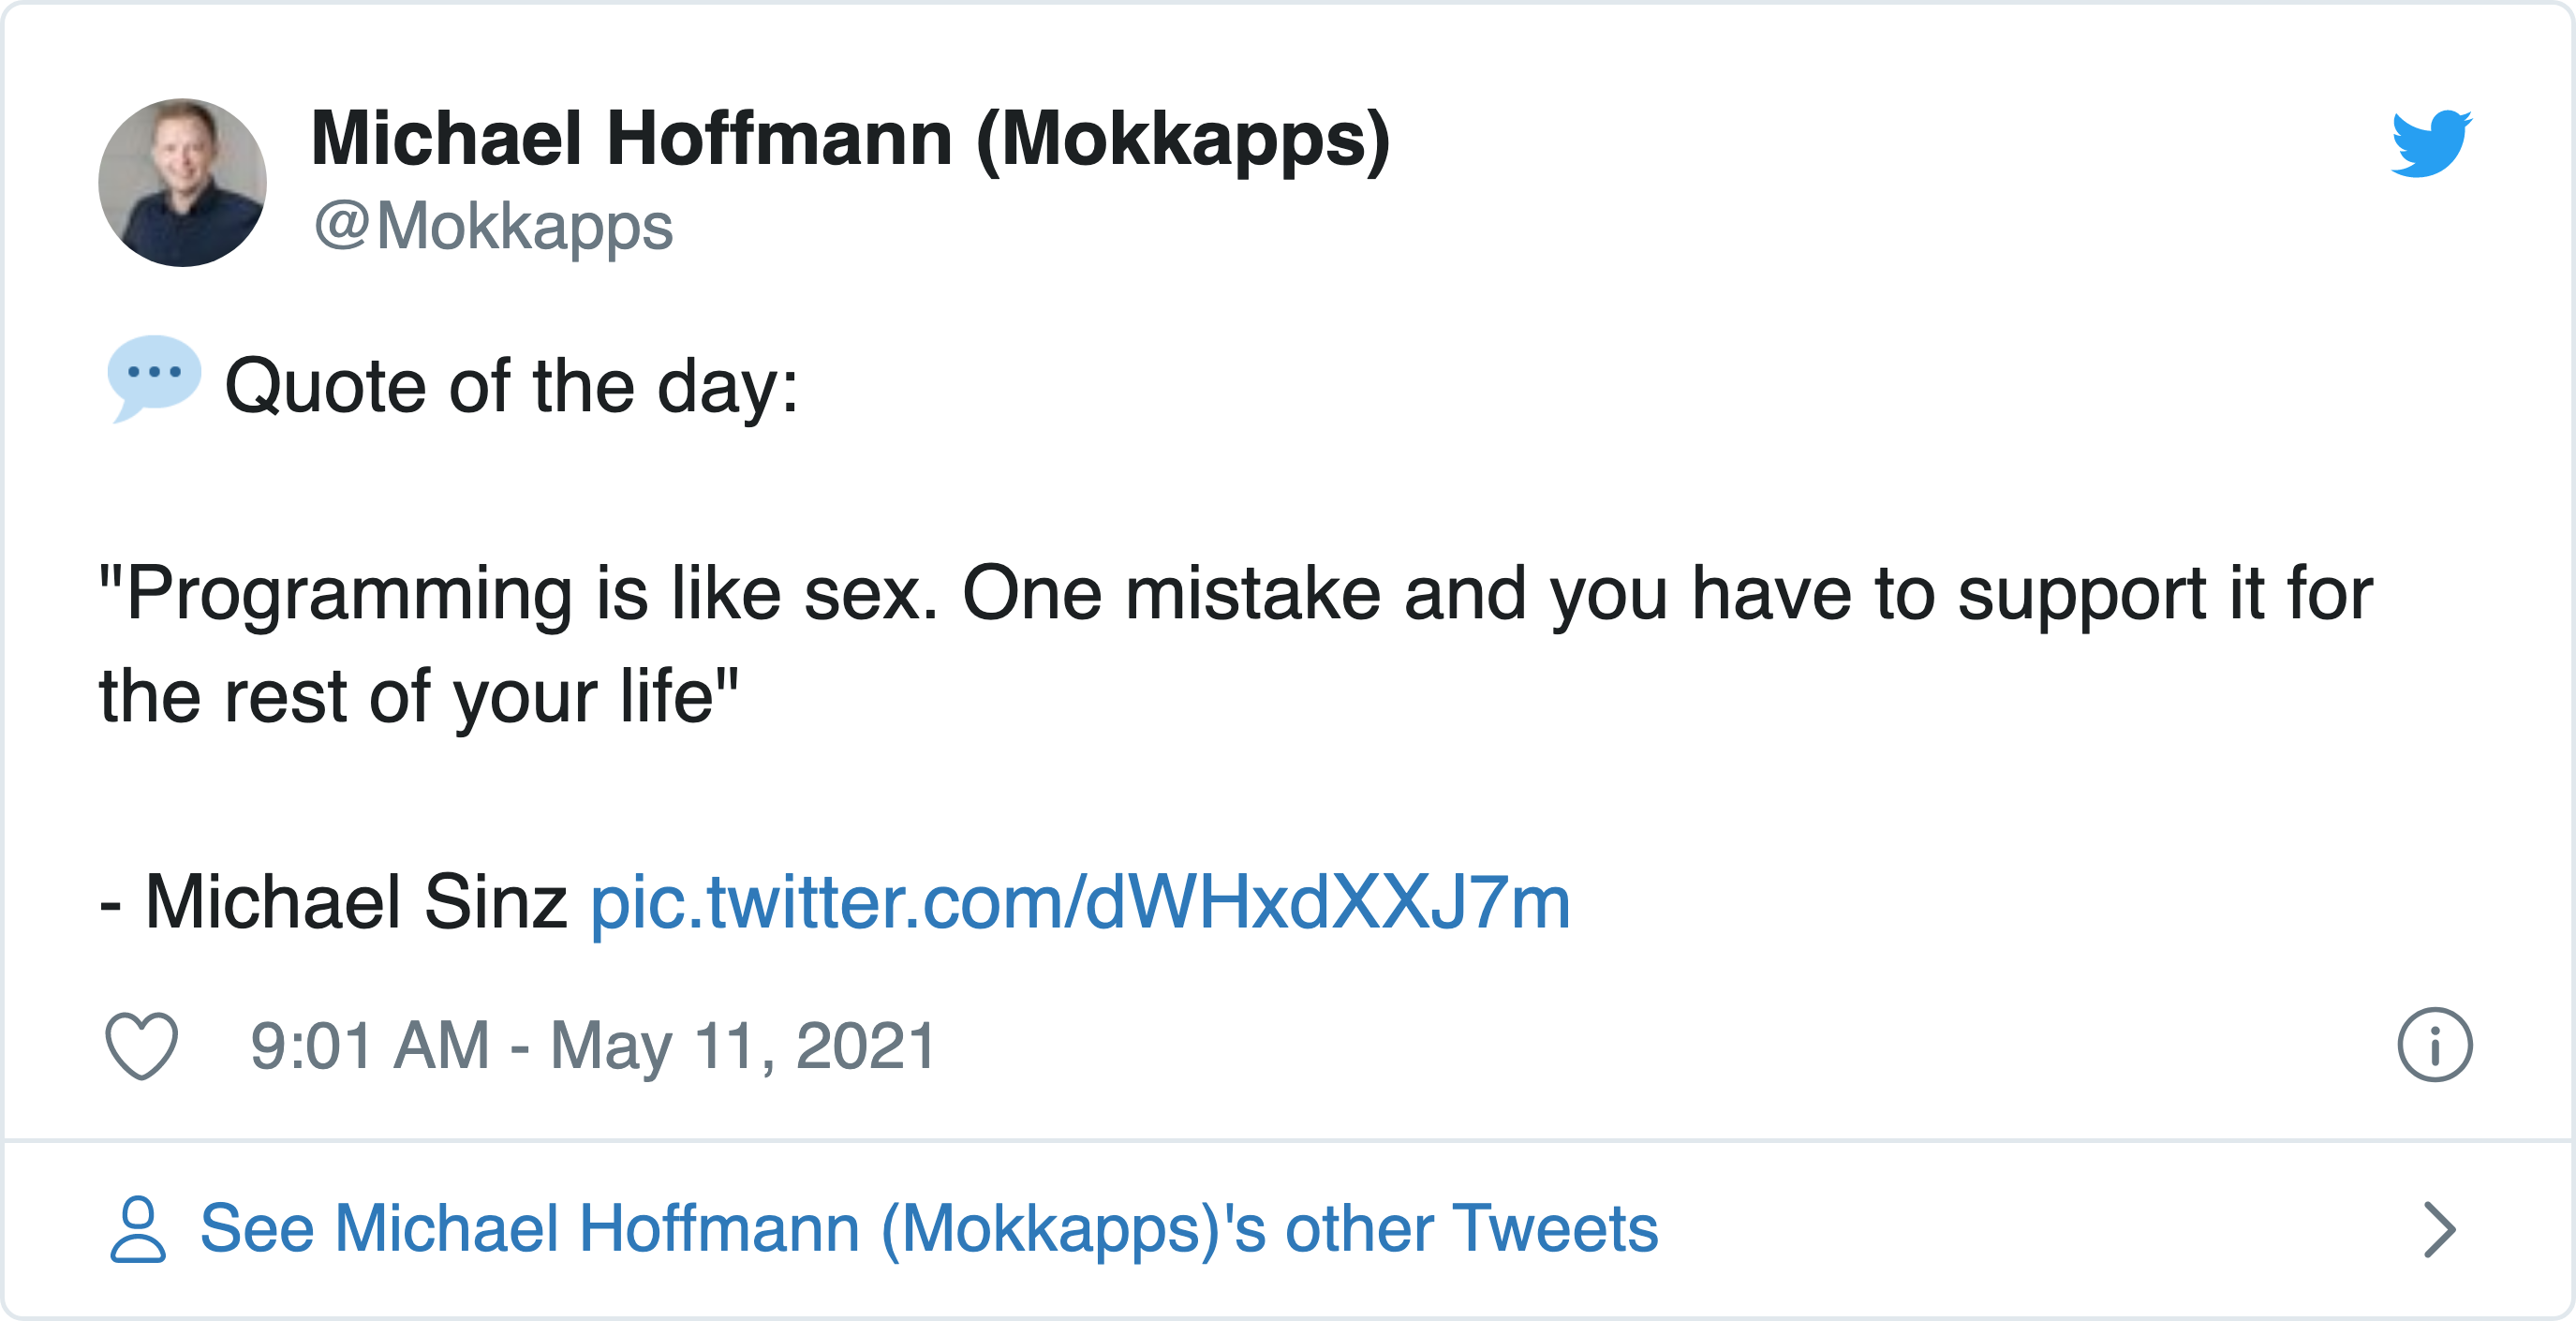 Michael Hoffmann (Mokkapps)
@Mokkapps
💬 Quote of the day:
"Programming is like sex. One mistake and you have to support it for
the rest of your life"
- Michael Sinz pic.twitter.com/dWHxdXXJ7m
9:01 AM - May 11, 2021
See Michael Hoffmann (Mokkapps)'s other Tweets